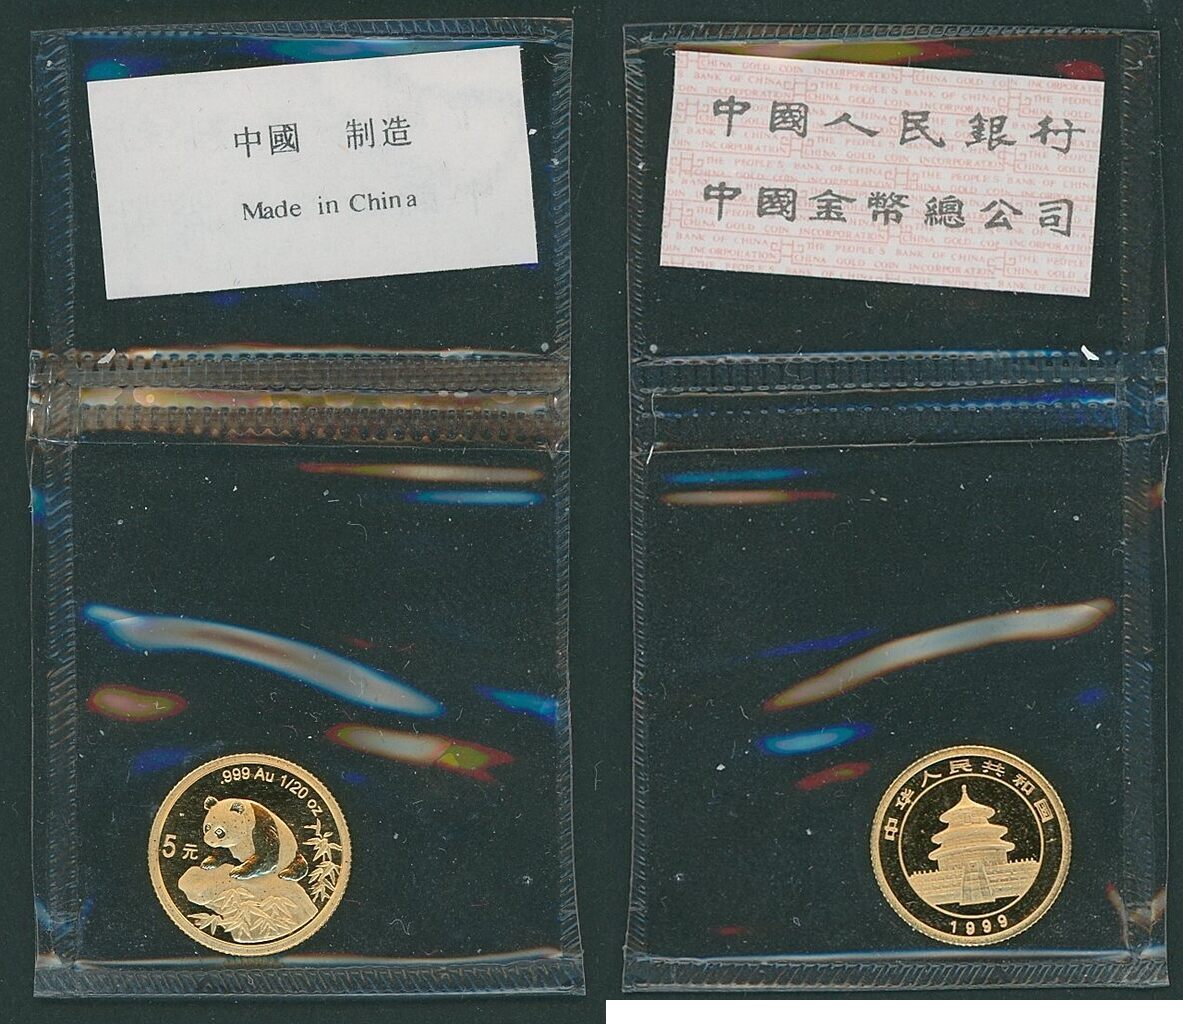 中國 制造
Made in China
.999 Au 1/20 oz
5 元
中國人民銀行
中國金幣總公司
中华人民共和国
1999